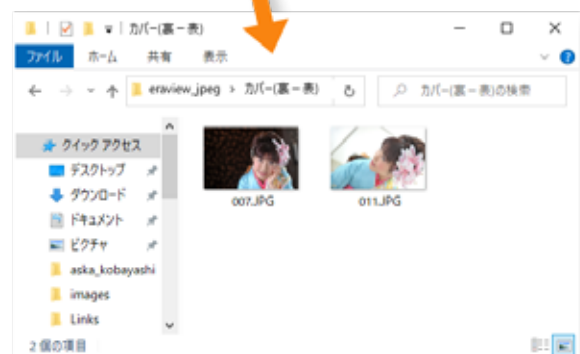 カバー(裏－表)
ファイル ホーム 共有 表示
eraview_jpeg › カバー(裏－表) カバー(裏－表)の検索
クイック アクセス
デスクトップ
ダウンロード
ドキュメント
ピクチャ
aska_kobayashi
images
Links
007.JPG 011.JPG
2 個の項目